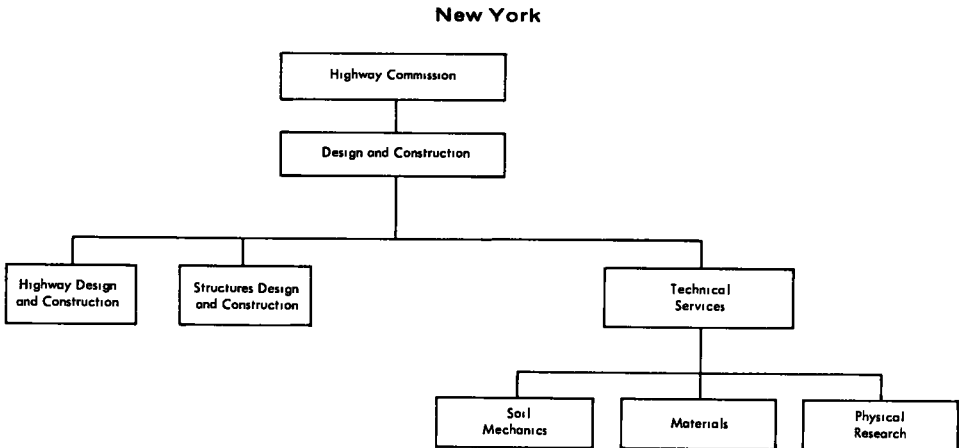 New York
Highway Commission
Design and Construction
Highway Design
and Construction
Structures Design
and Construction
Technical
Services
Soil
Mechanics
Materials
Physical
Research